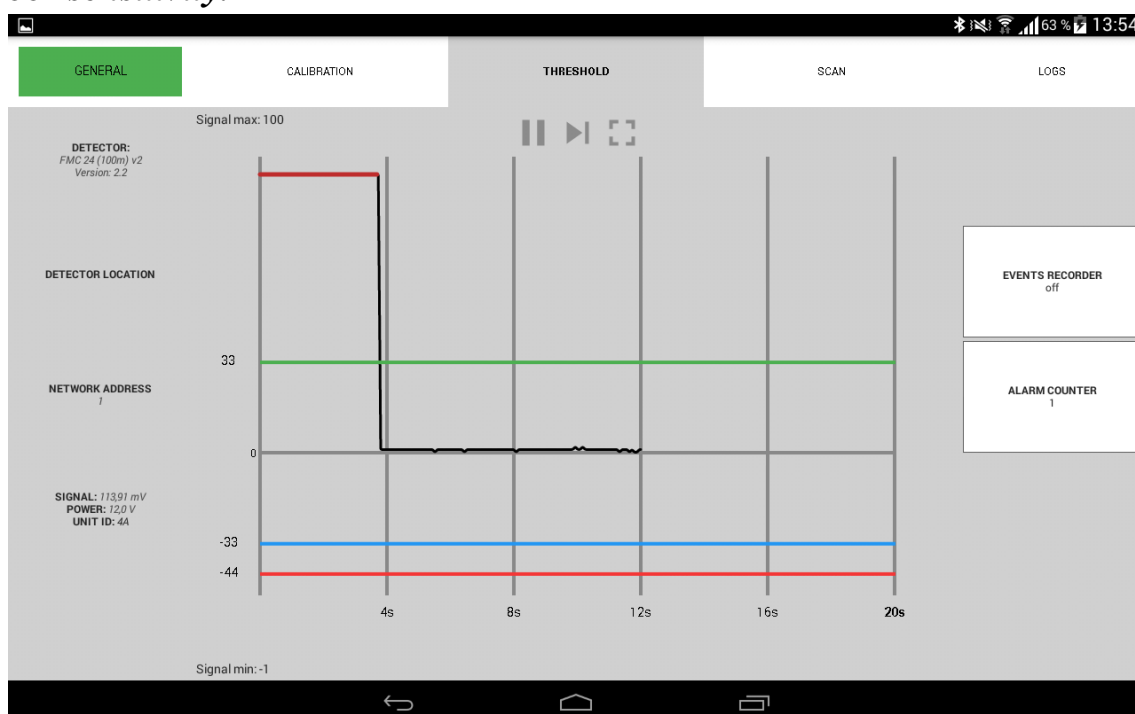 63 % 13:54
GENERAL CALIBRATION THRESHOLD SCAN LOGS
Signal max: 100
DETECTOR:
FMC 24 (100m) v2
Version: 2.2
DETECTOR LOCATION
EVENTS RECORDER
off
33
NETWORK ADDRESS
1
ALARM COUNTER
1
0
SIGNAL: 113,91 mV
POWER: 12,0 V
UNIT ID: 4A
-33
-44
4s 8s 12s 16s 20s
Signal min: -1